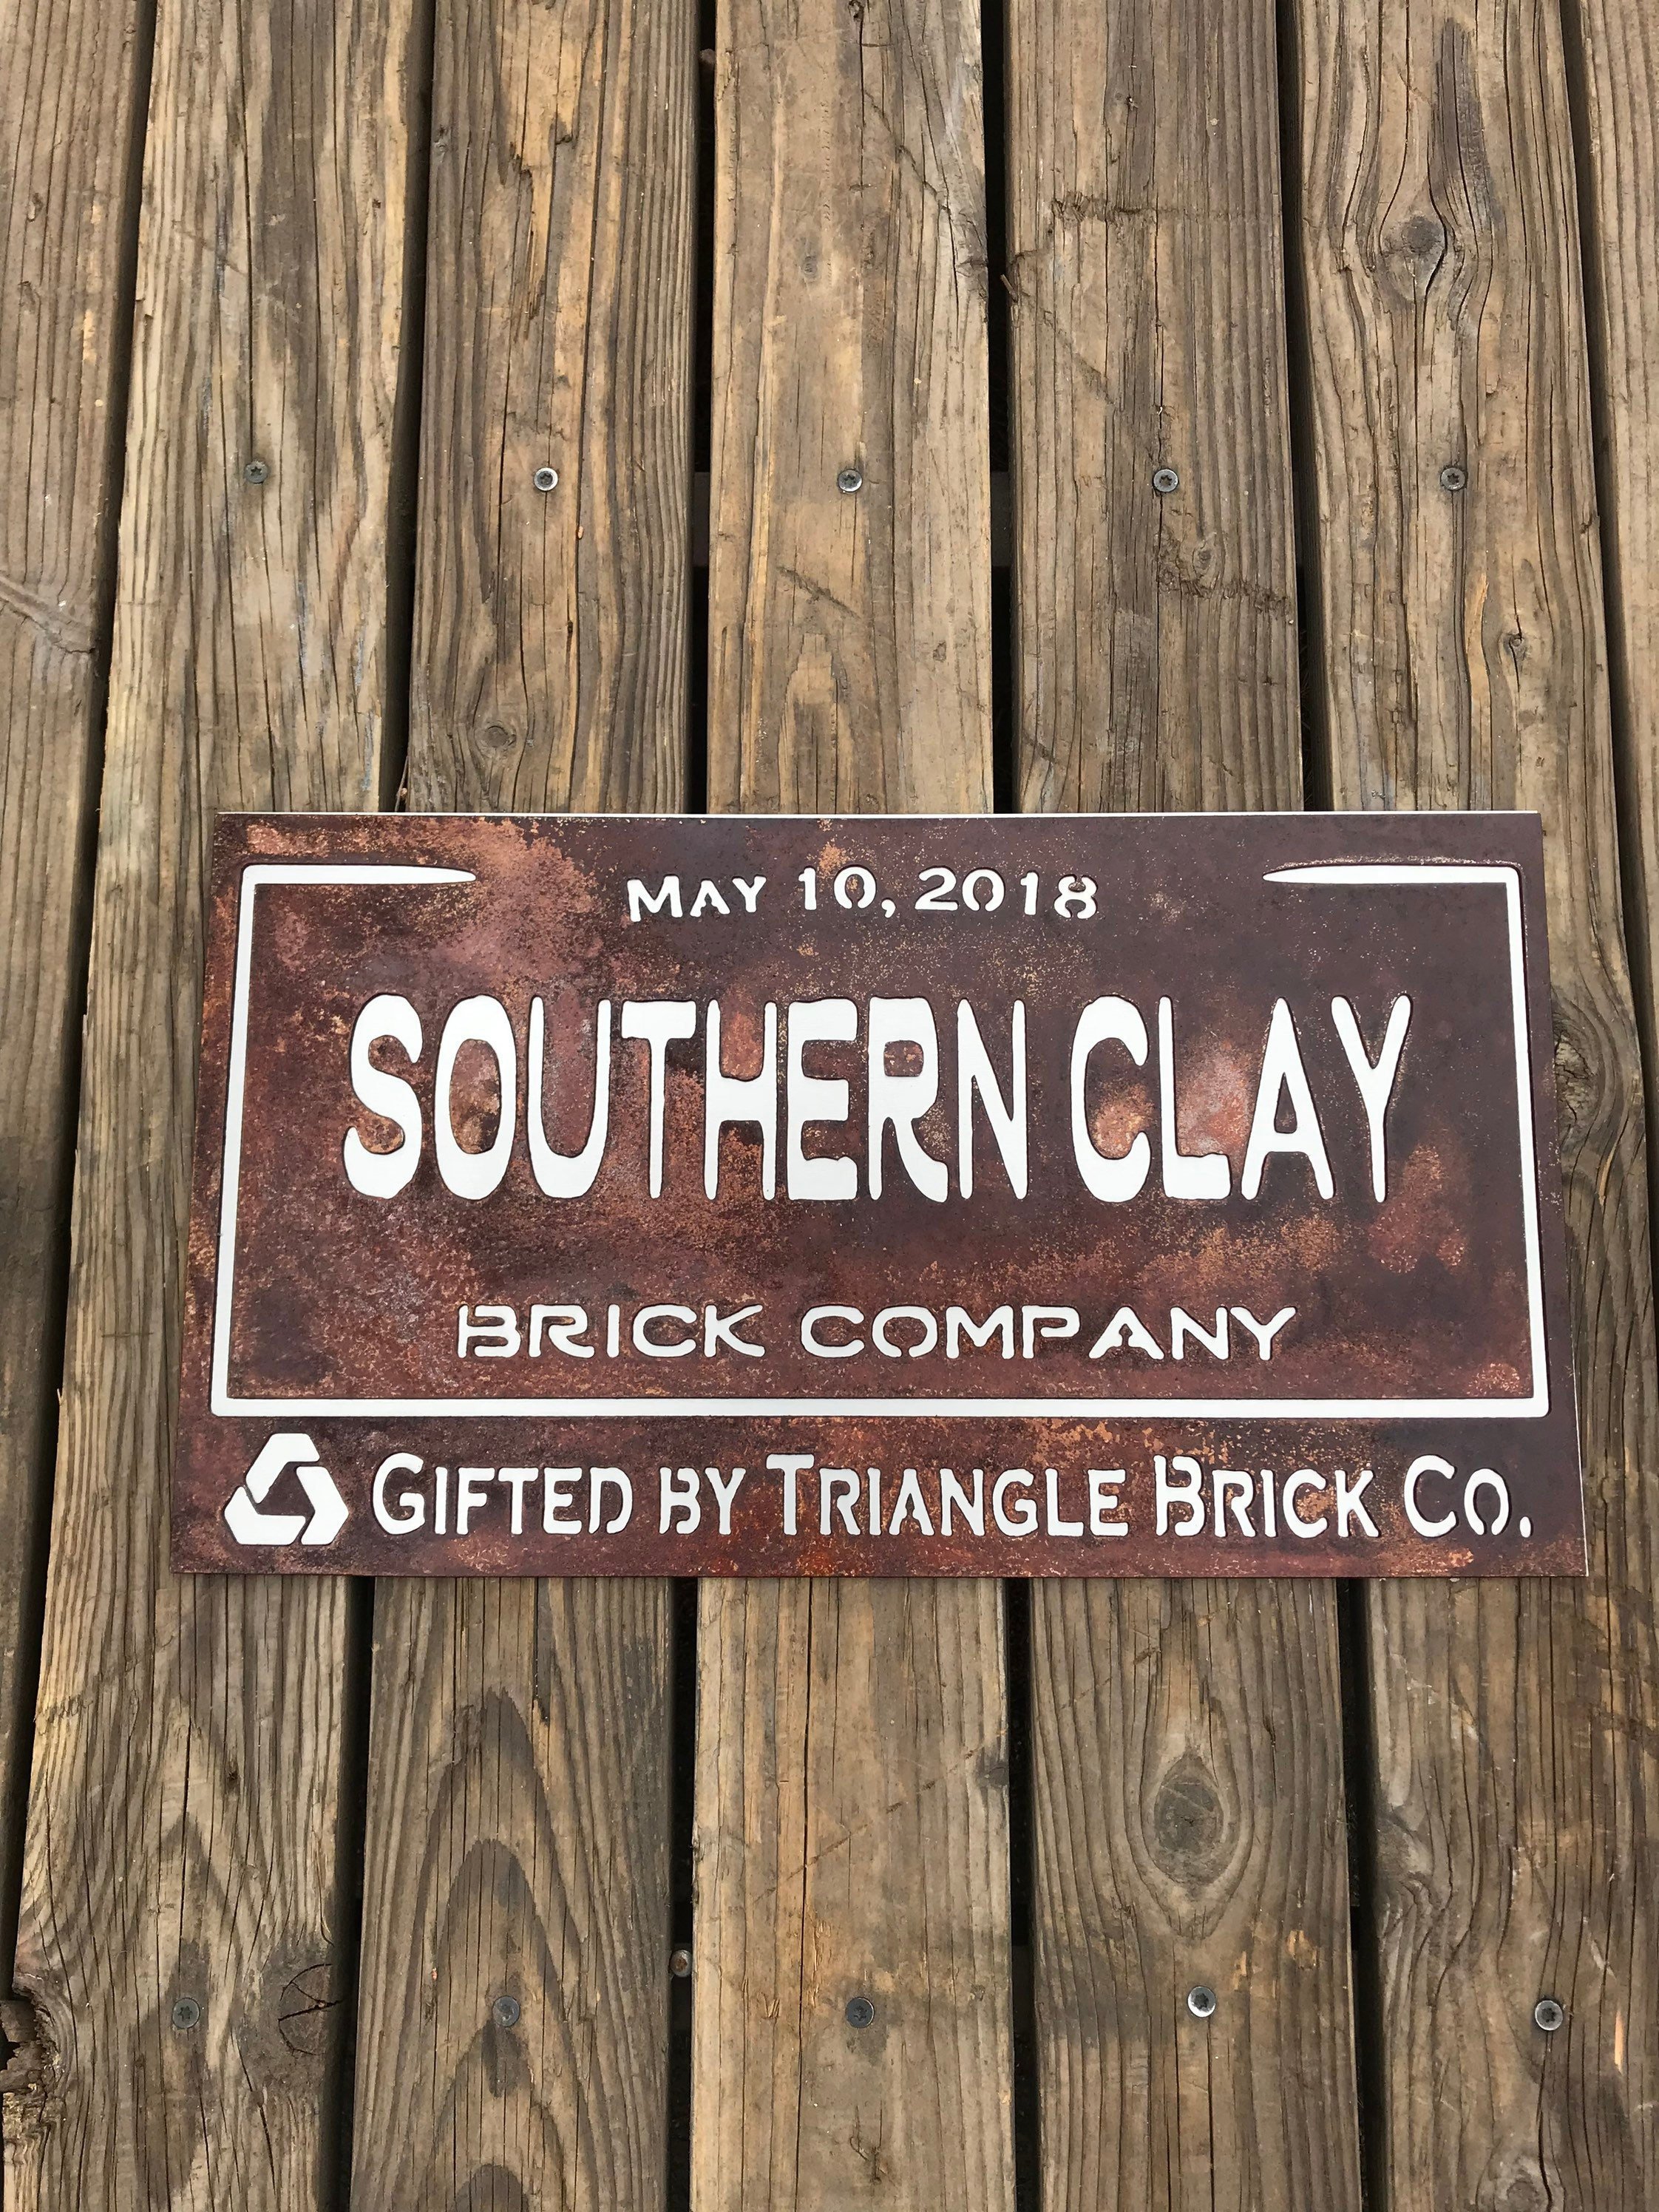 MAY 10, 2018
SOUTHERN CLAY
BRICK COMPANY
GIFTED BY TRIANGLE BRICK CO.